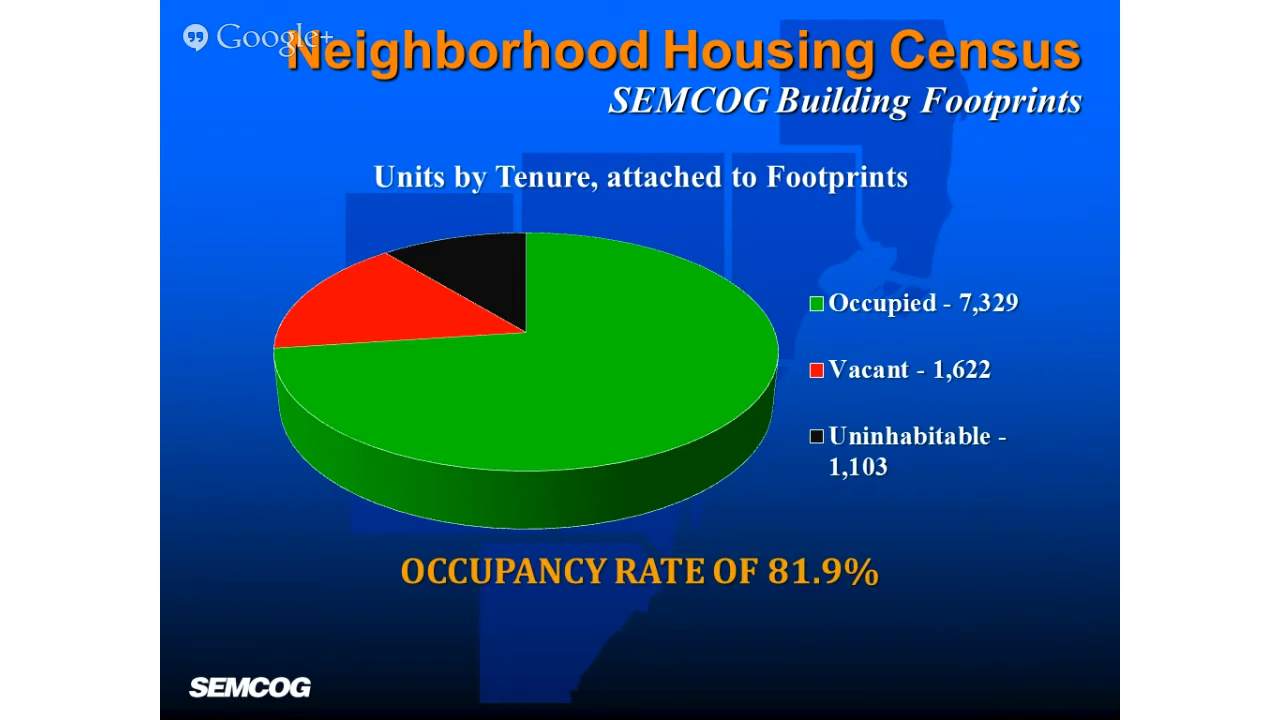 Google+
Neighborhood Housing Census
SEMCOG Building Footprints
Units by Tenure, attached to Footprints
Occupied - 7,329
Vacant - 1,622
Uninhabitable -
1,103
OCCUPANCY RATE OF 81.9%
SEMCOG